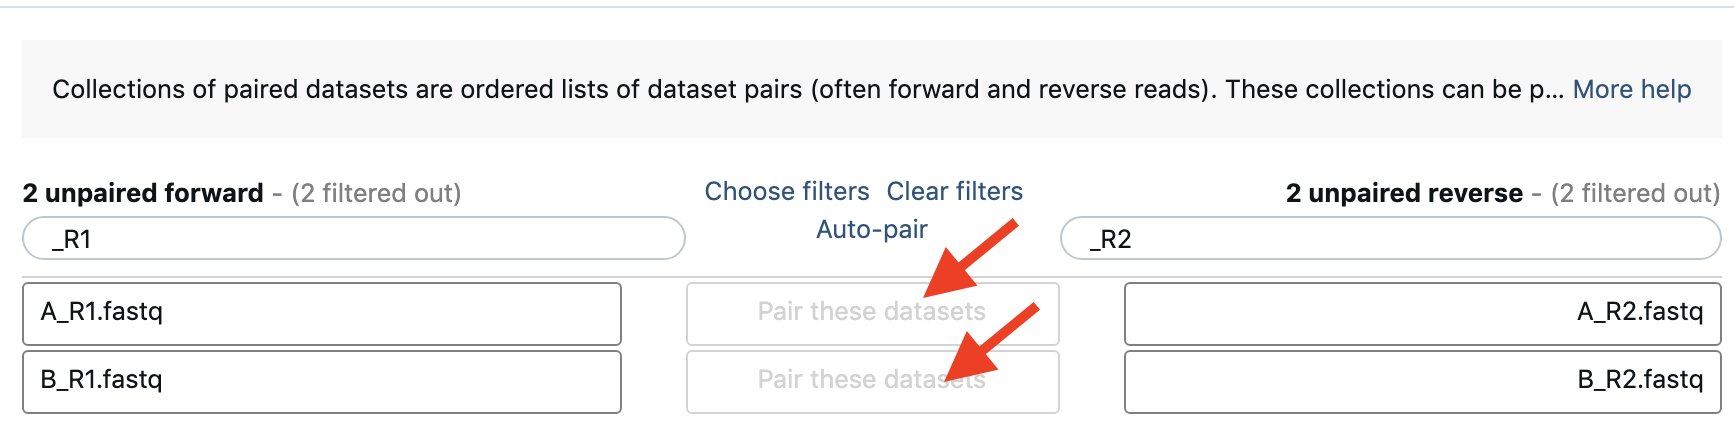 Collections of paired datasets are ordered lists of dataset pairs (often forward and reverse reads). These collections can be p... More help
2 unpaired forward - (2 filtered out)
Choose filters Clear filters
2 unpaired reverse - (2 filtered out)
_R1
Auto-pair
_R2
A_R1.fastq
Pair these datasets
A_R2.fastq
B_R1.fastq
Pair these datasets
B_R2.fastq